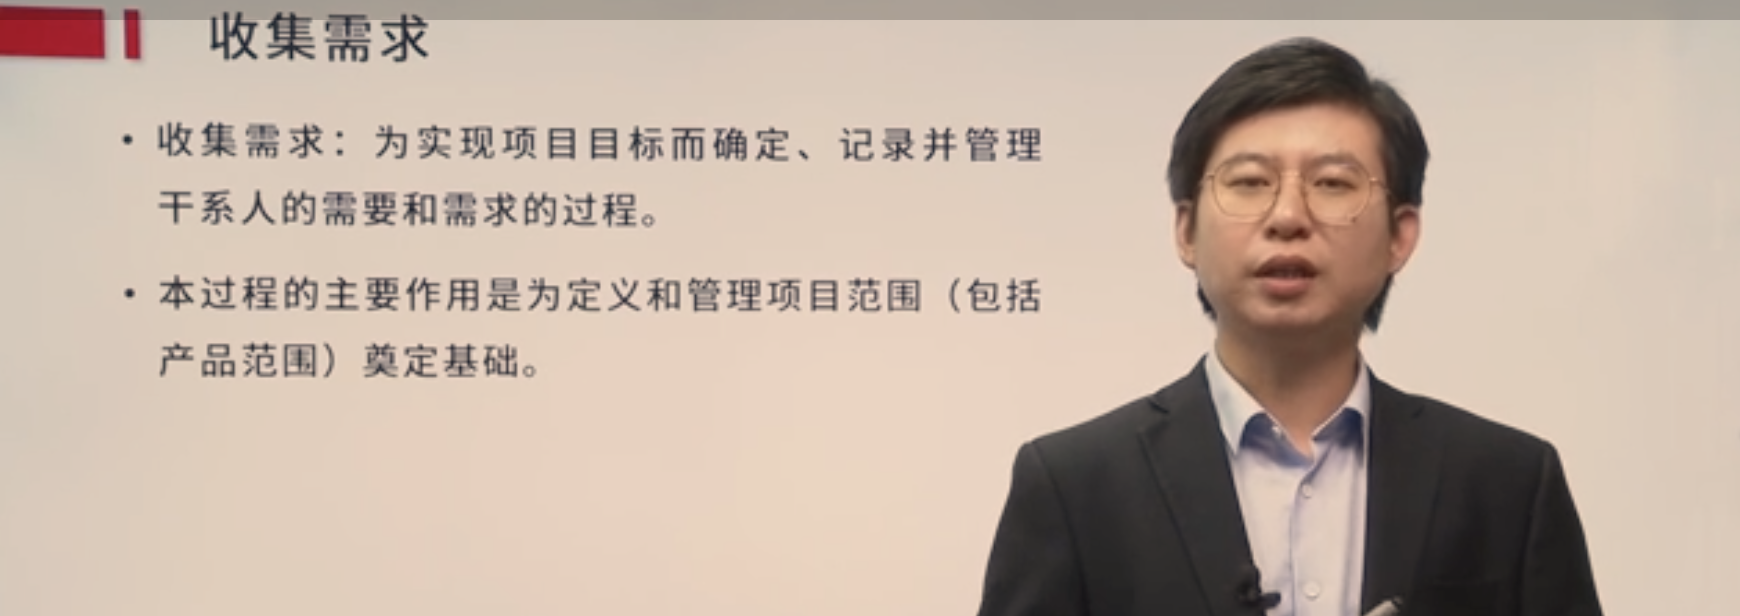 收集需求
• 收集需求：为实现项目目标而确定、记录并管理
干系人的需要和需求的过程。
• 本过程的主要作用是为定义和管理项目范围（包括
产品范围）奠定基础。